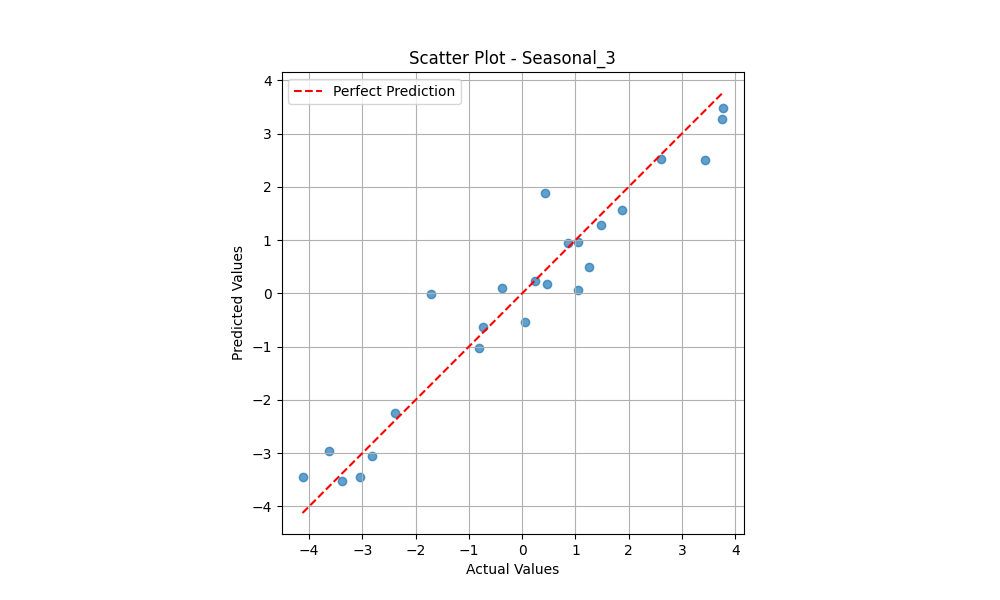 Scatter Plot - Seasonal_3
Perfect Prediction
4
3
2
1
0
−1
−2
−3
−4
Predicted Values
−4 −3 −2 −1 0 1 2 3 4
Actual Values